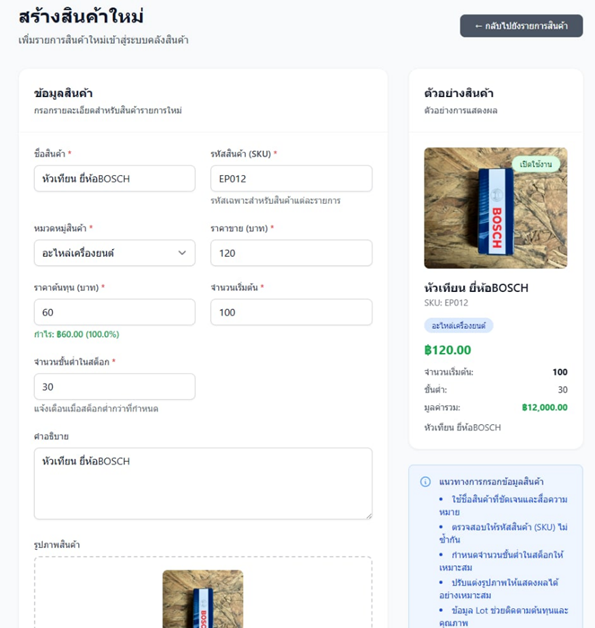 สร้างสินค้าใหม่
เพิ่มรายการสินค้าใหม่เข้าสู่ระบบคลังสินค้า
← กลับไปยังรายการสินค้า
ข้อมูลสินค้า
กรอกรายละเอียดสำหรับสินค้ารายการใหม่
ชื่อสินค้า *
รหัสสินค้า (SKU) *
หัวเทียน ยี่ห้อBOSCH
EP012
รหัสเฉพาะสำหรับสินค้าแต่ละรายการ
หมวดหมู่สินค้า *
ราคาขาย (บาท) *
อะไหล่เครื่องยนต์
120
ราคาต้นทุน (บาท) *
จำนวนเริ่มต้น *
60
100
กำไร: ฿60.00 (100.0%)
จำนวนขั้นต่ำในสต็อก *
30
แจ้งเตือนเมื่อสต็อกต่ำกว่าที่กำหนด
คำอธิบาย
หัวเทียน ยี่ห้อBOSCH
รูปภาพสินค้า
ตัวอย่างสินค้า
ตัวอย่างการแสดงผล
เปิดใช้งาน
BOSCH
หัวเทียน ยี่ห้อBOSCH
SKU: EP012
อะไหล่เครื่องยนต์
฿120.00
จำนวนเริ่มต้น: 100
ขั้นต่ำ: 30
มูลค่ารวม: ฿12,000.00
หัวเทียน ยี่ห้อBOSCH
แนวทางการกรอกข้อมูลสินค้า
• ใช้ชื่อสินค้าที่ชัดเจนและสื่อความ
หมาย
• ตรวจสอบให้รหัสสินค้า (SKU) ไม่
ซ้ำกัน
• กำหนดจำนวนขั้นต่ำในสต็อกให้
เหมาะสม
• ปรับแต่งรูปภาพให้แสดงผลได้
อย่างเหมาะสม
• ข้อมูล Lot ช่วยติดตามต้นทุนและ
คุณภาพ